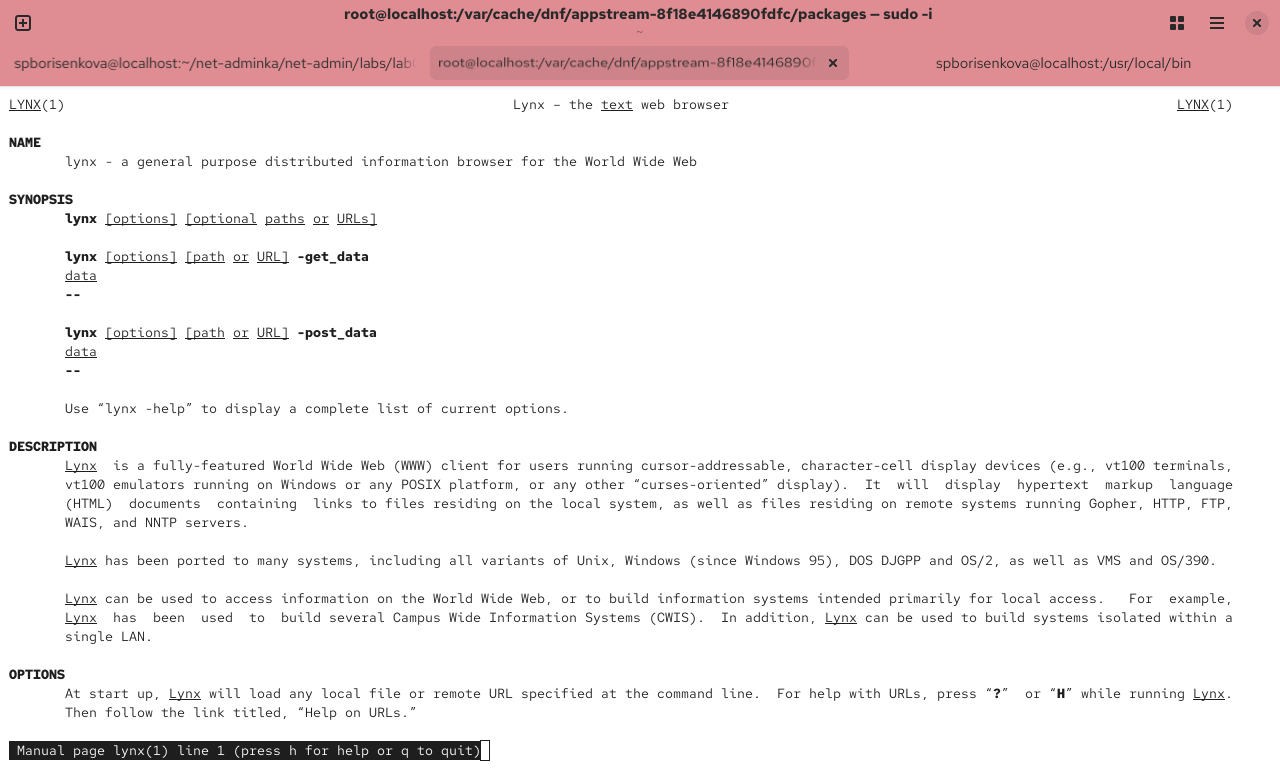 root@localhost:/var/cache/dnf/appstream-8f18e4146890fdfc/packages — sudo -i
~
spborisenkova@localhost:~/net-adminka/net-admin/labs/lab root@localhost:/var/cache/dnf/appstream-8f18e4146890f spborisenkova@localhost:/usr/local/bin
LYNX(1) Lynx – the text web browser LYNX(1)
NAME
lynx - a general purpose distributed information browser for the World Wide Web
SYNOPSIS
lynx [options] [optional paths or URLs]
lynx [options] [path or URL] -get_data
data
--
lynx [options] [path or URL] -post_data
data
--
Use “lynx -help” to display a complete list of current options.
DESCRIPTION
Lynx is a fully-featured World Wide Web (WWW) client for users running cursor-addressable, character-cell display devices (e.g., vt100 terminals,
vt100 emulators running on Windows or any POSIX platform, or any other “curses-oriented” display). It will display hypertext markup language
(HTML) documents containing links to files residing on the local system, as well as files residing on remote systems running Gopher, HTTP, FTP,
WAIS, and NNTP servers.
Lynx has been ported to many systems, including all variants of Unix, Windows (since Windows 95), DOS DJGPP and OS/2, as well as VMS and OS/390.
Lynx can be used to access information on the World Wide Web, or to build information systems intended primarily for local access. For example,
Lynx has been used to build several Campus Wide Information Systems (CWIS). In addition, Lynx can be used to build systems isolated within a
single LAN.
OPTIONS
At start up, Lynx will load any local file or remote URL specified at the command line. For help with URLs, press “?” or “H” while running Lynx.
Then follow the link titled, “Help on URLs.”
Manual page lynx(1) line 1 (press h for help or q to quit)